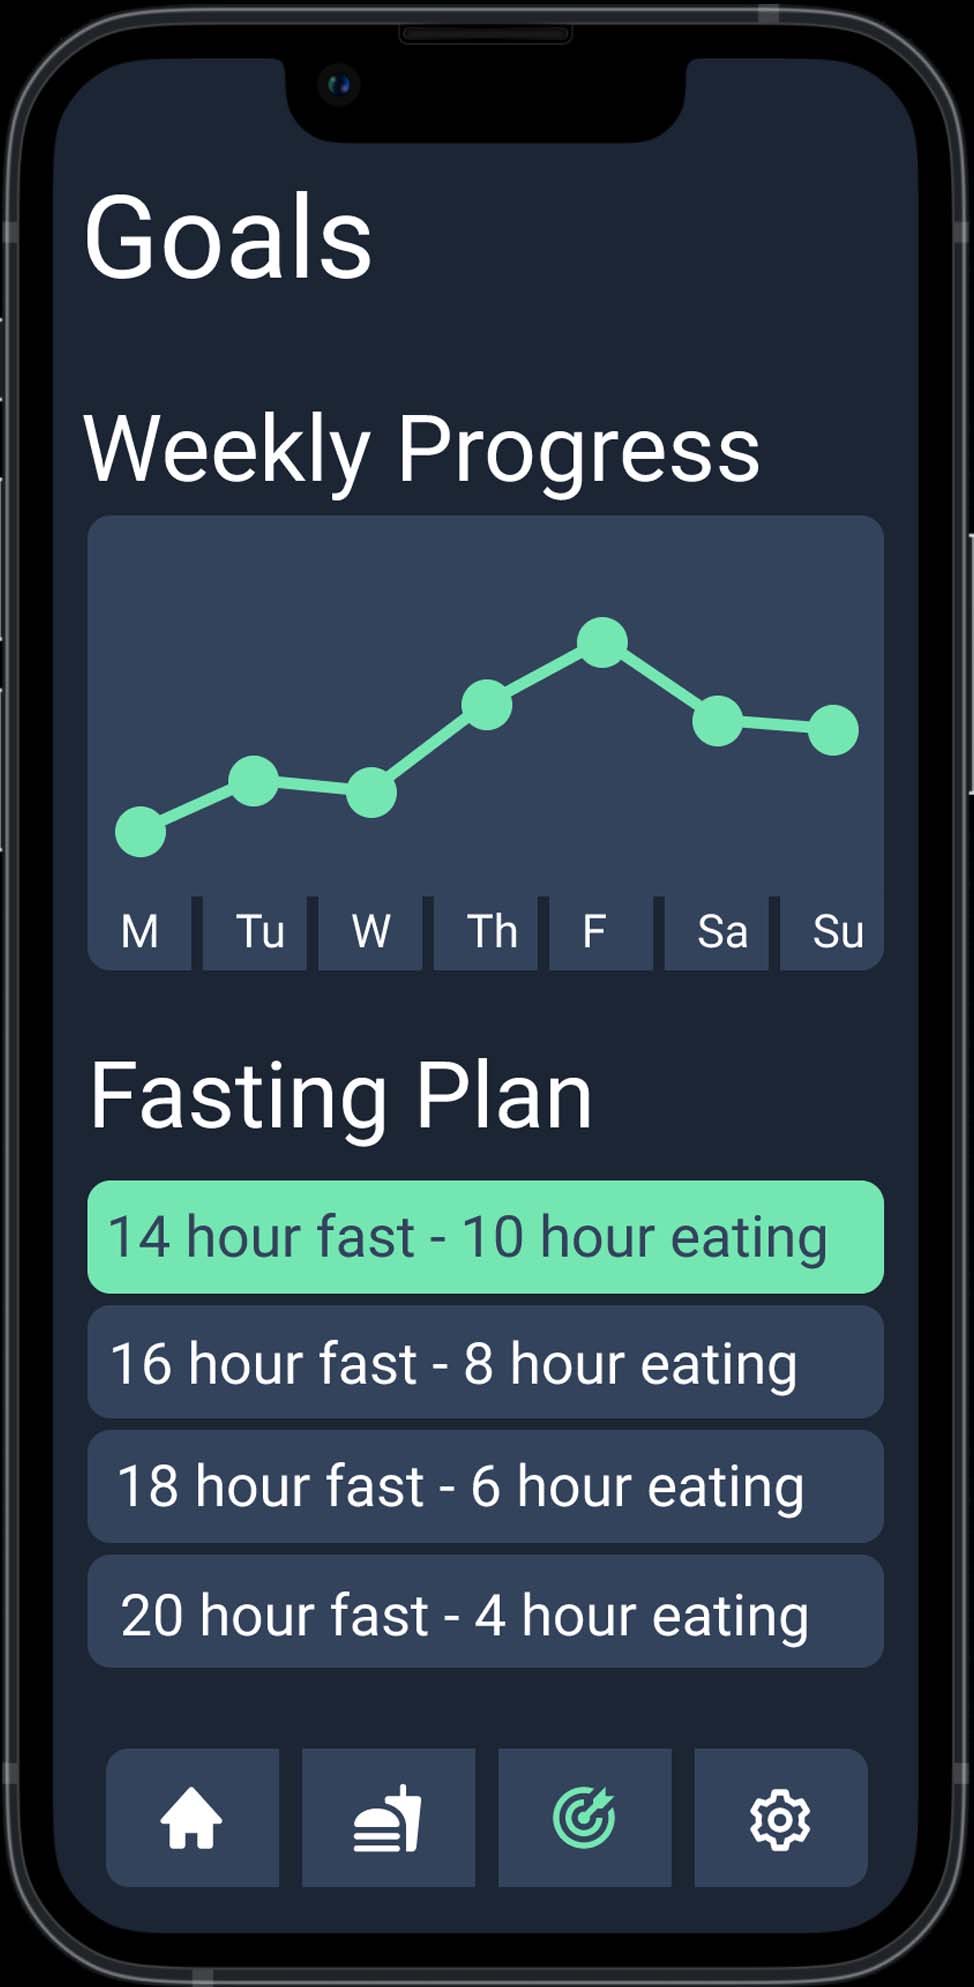 Goals
Weekly Progress
M Tu W Th F Sa Su
Fasting Plan
14 hour fast - 10 hour eating
16 hour fast - 8 hour eating
18 hour fast - 6 hour eating
20 hour fast - 4 hour eating